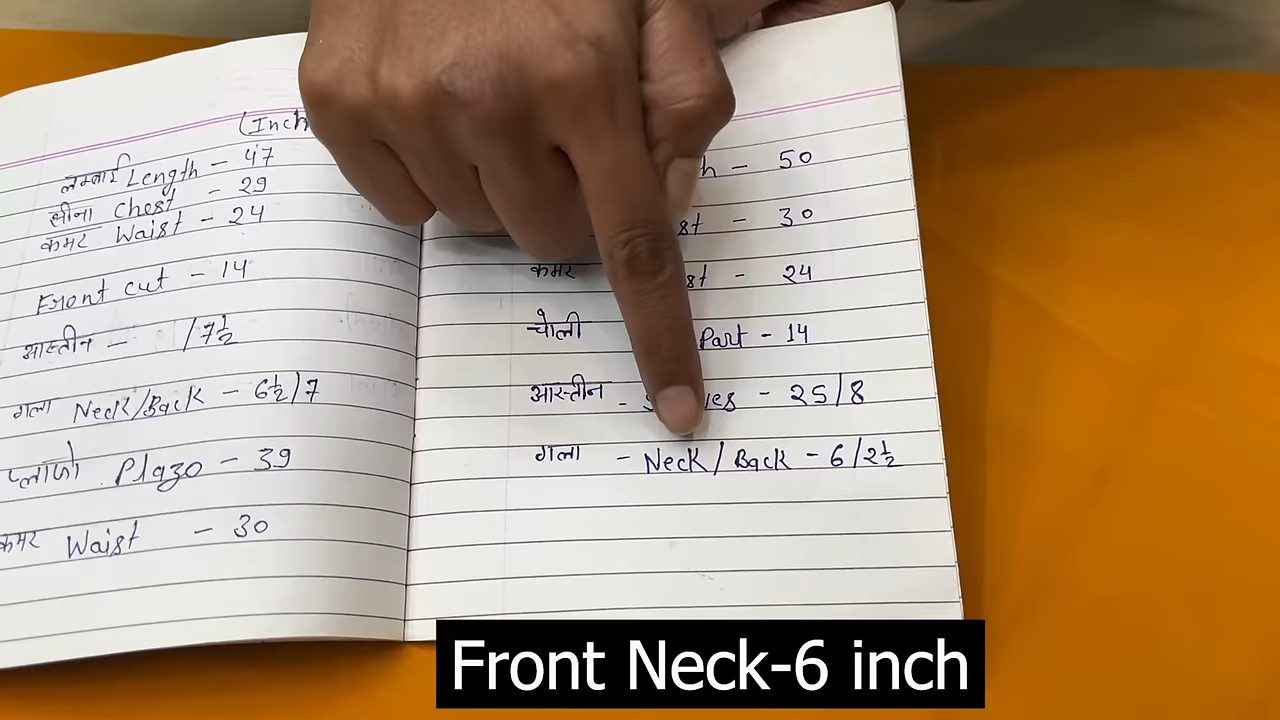 (Inch
लम्बाई Length - 47
सीना Chest - 29
कमर Waist - 24
Front cut - 14
आस्तीन - /7½
गला Neck/Back - 6½/7
प्लाजो Plazo - 39
कमर Waist - 30
h - 50
st - 30
कमर st - 24
चोली Part - 14
आस्तीन - - 25/8
गला - Neck/Back - 6/2½
Front Neck-6 inch